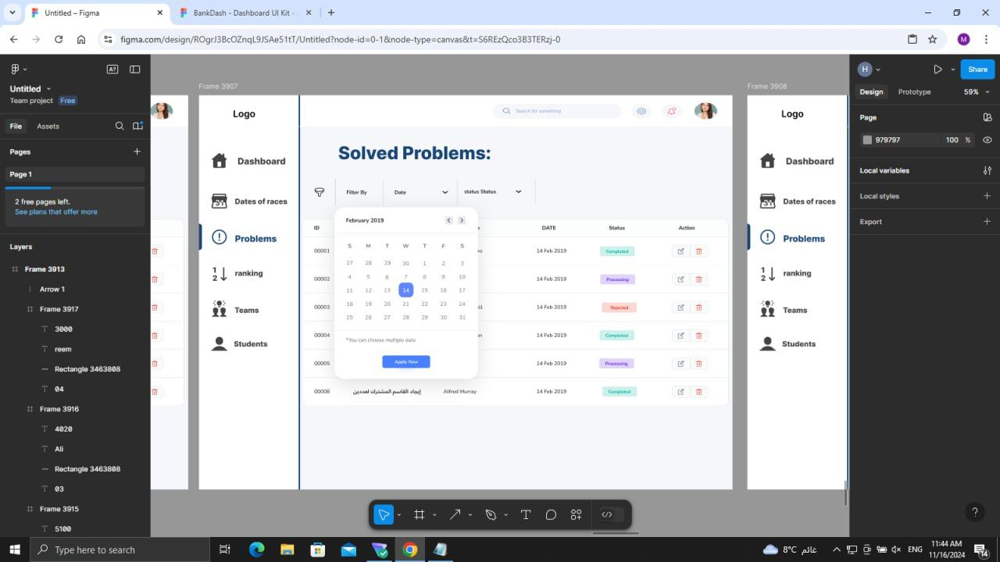 Untitled – Figma
BankDash - Dashboard UI Kit -
figma.com/design/ROgrJ3BcOZnqL9JSAe51tT/Untitled?node-id=0-1&node-type=canvas&t=S6REzQco3B3TERzj-0
M
Untitled
Team project Free
File Assets
Pages
Page 1
2 free pages left.
See plans that offer more
Layers
Frame 3913
Arrow 1
Frame 3917
3000
reem
Rectangle 3463808
04
Frame 3916
4020
Ali
Rectangle 3463808
03
Frame 3915
5100
Frame 3907
Logo
Dashboard
31 Dates of races
Problems
1 2 ranking
Teams
Students
Search for something
Solved Problems:
Filter By Date status Status
ID DATE Status Action
00001 14 Feb 2019 Completed
00002 14 Feb 2019 Processing
00003 14 Feb 2019 Rejected
00004 14 Feb 2019 Completed
00005 14 Feb 2019 Processing
00006 إيجاد القاسم المشترك لعددين Alfred Murray 14 Feb 2019 Completed
February 2019
S M T W T F S
27 28 29 30 1 2 3
4 5 6 7 8 9 10
11 12 13 14 15 16 17
18 19 20 21 22 23 24
25 26 27 28 29 30 31
*You can choose multiple date
Apply Now
Frame 3908
Logo
Dashboard
31 Dates of races
Problems
1 2 ranking
Teams
Students
H Share
Design Prototype 59%
Page
979797 100 %
Local variables
Local styles
Export
?
Type here to search
8°C غائم
ENG
11:44 AM
11/16/2024
14